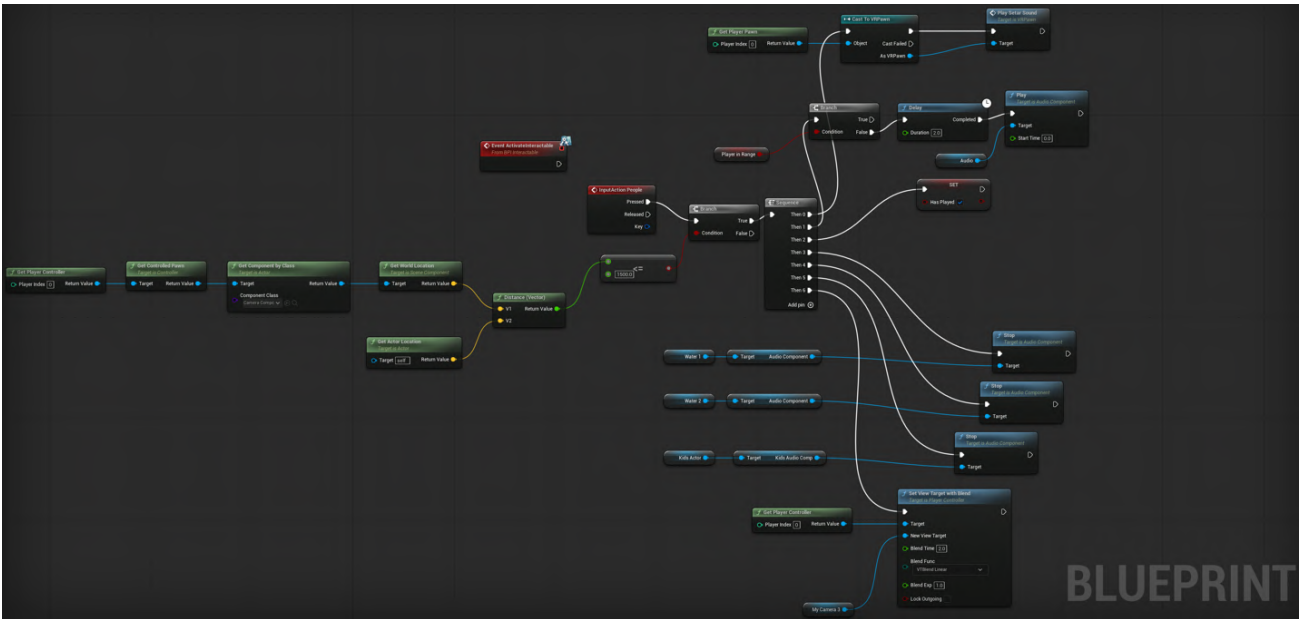 Get Player Pawn
Player Index 0
Return Value
Cast To VRPawn
Object
Cast Failed
As VRPawn
Target is VRPawn
Target
Event ActivateInteractable
From BPI Interactable
Branch
True
Condition
False
Delay
Completed
Duration 2.0
Play
Target is Audio Component
Target
Start Time 0.0
Player in Range
Audio
InputAction People
Pressed
Released
Key
Branch
True
Condition
False
Sequence
Then 0
Then 1
Then 2
Then 3
Then 4
Then 5
Then 6
Add pin
SET
Has Played
Get Player Controller
Player Index 0
Return Value
Get Controlled Pawn
Target is Controller
Target
Return Value
Get Component by Class
Target is Actor
Target
Return Value
Component Class
Get World Location
Target is Scene Component
Target
Return Value
<=
1500.0
Distance (Vector)
V1
Return Value
V2
Get Actor Location
Target is Actor
Target self
Return Value
Water 1
Target
Audio Component
Stop
Target is Audio Component
Target
Water 2
Target
Audio Component
Stop
Target is Audio Component
Target
Kids Actor
Target
Kids Audio Comp
Stop
Target is Audio Component
Target
Get Player Controller
Player Index 0
Return Value
Set View Target with Blend
Target is Player Controller
Target
New View Target
Blend Time 2.0
Blend Func
VTBlend Linear
Blend Exp 1.0
Lock Outgoing
My Camera 3
BLUEPRINT